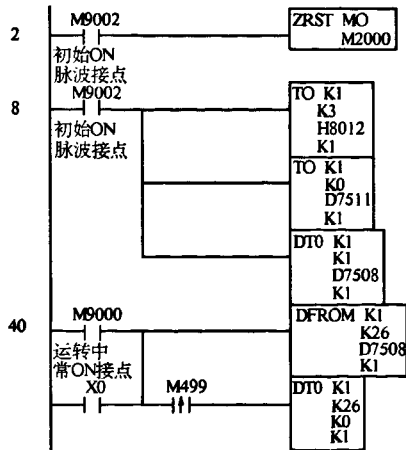 M9002
ZRST MO
M2000
2
初始ON
脉波接点
M9002
8
初始ON
脉波接点
TO K1
K3
H8012
K1
TO K1
K0
D7511
K1
DT0 K1
K1
D7508
K1
M9000
40
运转中
常ON接点
DFROM K1
K26
D7508
K1
X0
M499
DT0 K1
K26
K0
K1